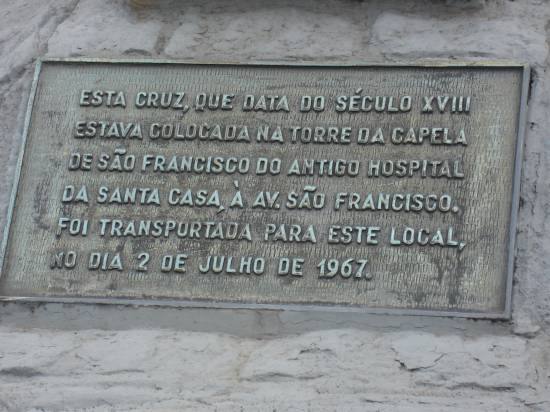 ESTA CRUZ, QUE DATA DO SÉCULO XVIII
ESTAVA COLOCADA NA TORRE DA CAPELA
DE SÃO FRANCISCO DO ANTIGO HOSPITAL
DA SANTA CASA, À AV. SÃO FRANCISCO.
FOI TRANSPORTADA PARA ESTE LOCAL,
NO DIA 2 DE JULHO DE 1967.